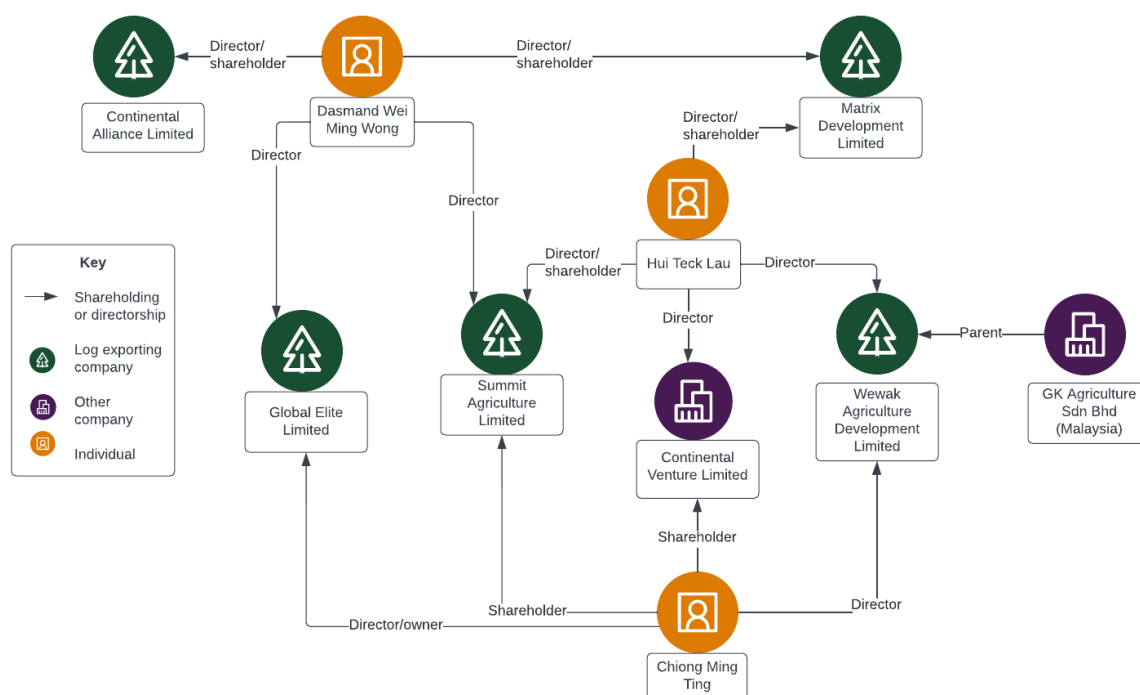 Director/
shareholder
Director/
shareholder
Continental
Alliance Limited
Dasmand Wei
Ming Wong
Matrix
Development
Limited
Director/
shareholder
Director
Director
Key
Shareholding
or directorship
Log exporting
company
Other
company
Individual
Director/
shareholder
Hui Teck Lau
Director
Director
Parent
Global Elite
Limited
Summit
Agriculture
Limited
Continental
Venture Limited
Wewak
Agriculture
Development
Limited
GK Agriculture
Sdn Bhd
(Malaysia)
Shareholder
Shareholder
Director
Director/owner
Chiong Ming
Ting